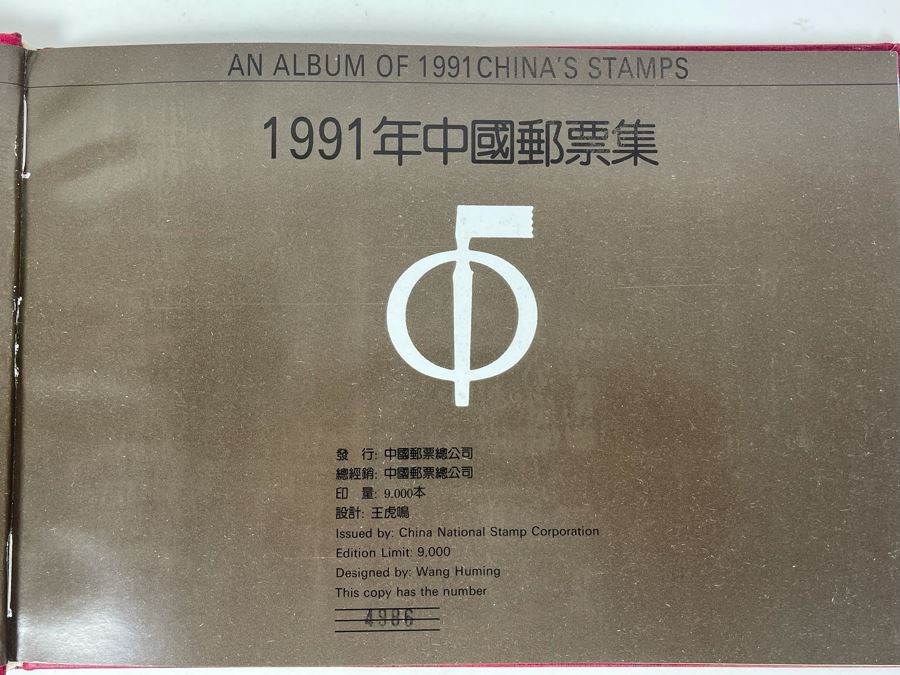 AN ALBUM OF 1991 CHINA'S STAMPS
1991年中國郵票集
發 行: 中國郵票總公司
總經銷: 中國郵票總公司
印 量: 9.000本
設計: 王虎鳴
Issued by: China National Stamp Corporation
Edition Limit: 9,000
Designed by: Wang Huming
This copy has the number
4986